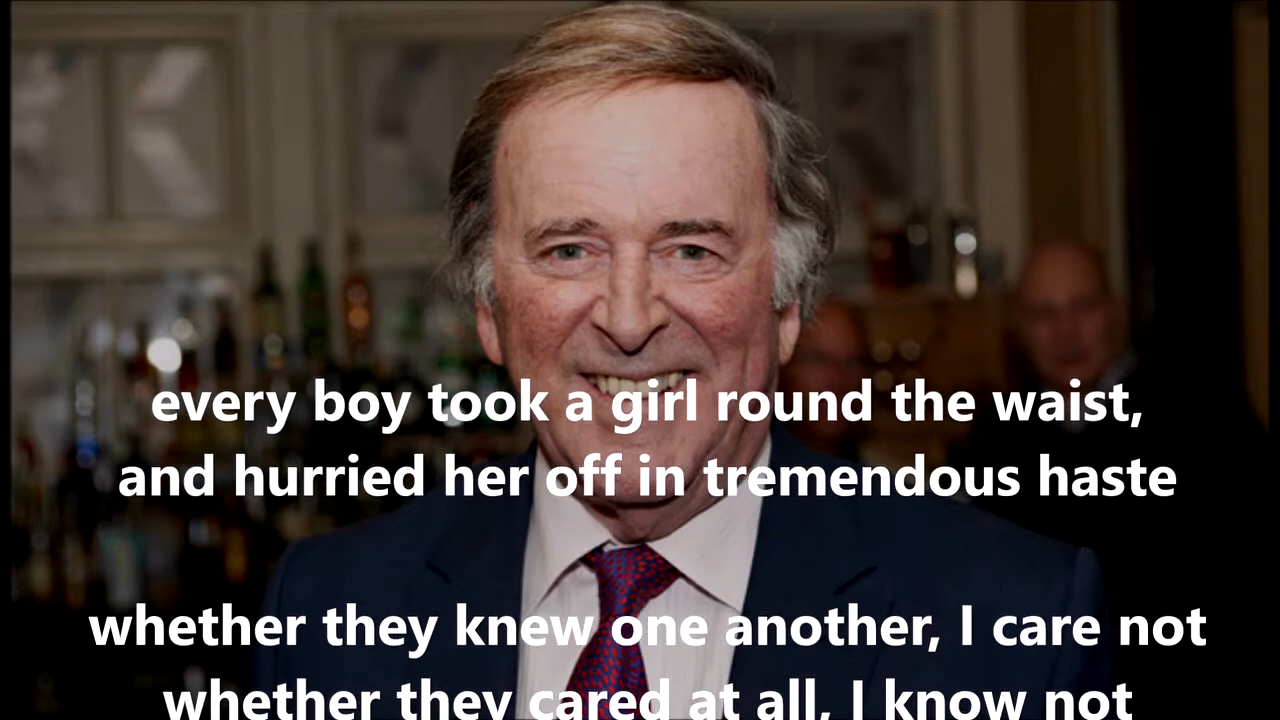 every boy took a girl round the waist,
and hurried her off in tremendous haste
whether they knew one another, I care not
whether they cared at all, I know not